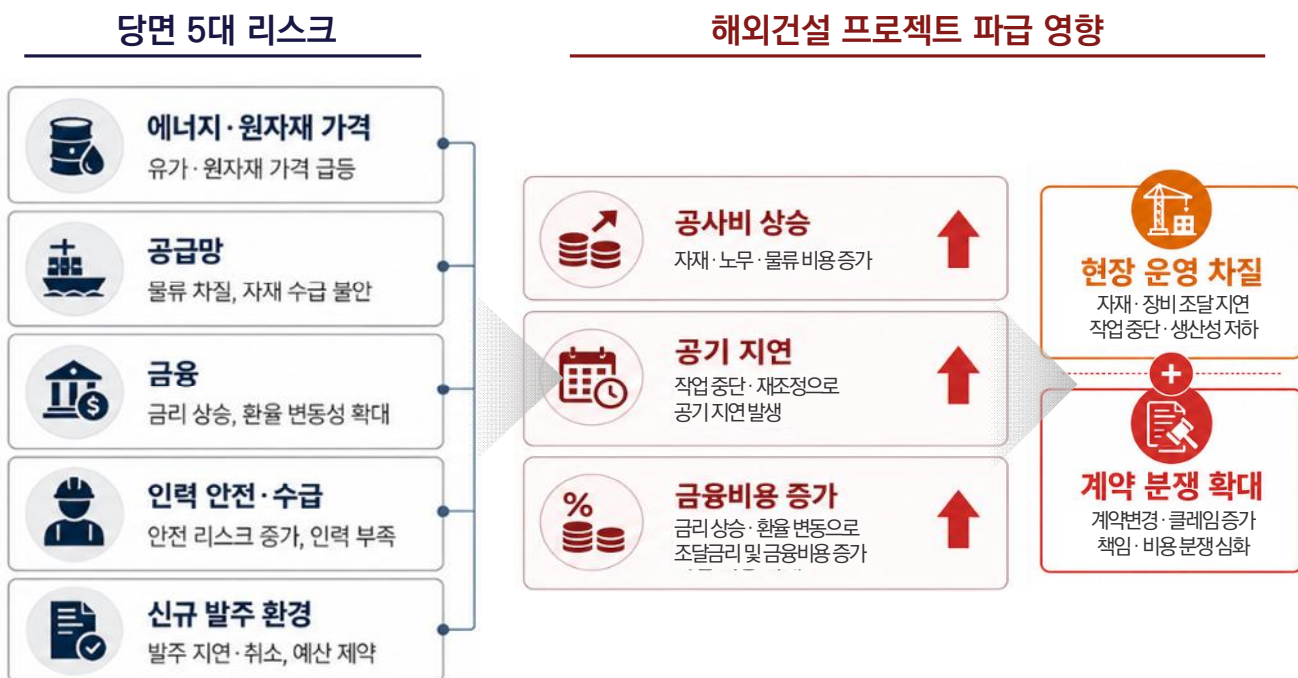 당면 5대 리스크
에너지·원자재 가격
유가·원자재 가격 급등
공급망
물류 차질, 자재 수급 불안
금융
금리 상승, 환율 변동성 확대
인력 안전·수급
안전 리스크 증가, 인력 부족
신규 발주 환경
발주 지연·취소, 예산 제약
해외건설 프로젝트 파급 영향
공사비 상승
자재·노무·물류 비용 증가
공기 지연
작업 중단·재조정으로
공기 지연 발생
%
금융비용 증가
금리 상승·환율 변동으로
조달금리 및 금융비용 증가
현장 운영 차질
자재·장비 조달 지연
작업 중단·생산성 저하
+
계약 분쟁 확대
계약변경·클레임 증가
책임·비용 분쟁 심화